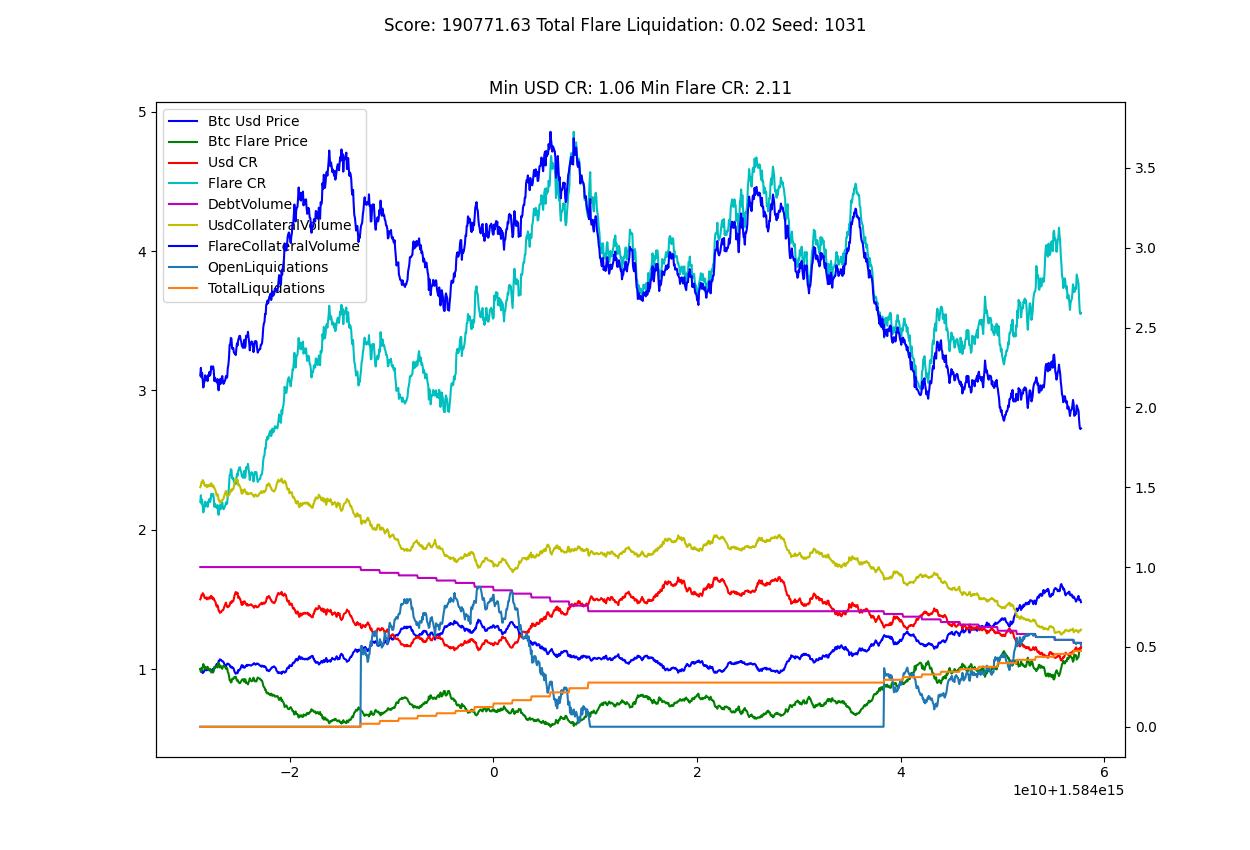 Score: 190771.63 Total Flare Liquidation: 0.02 Seed: 1031
Min USD CR: 1.06 Min Flare CR: 2.11
Btc Usd Price
Btc Flare Price
Usd CR
Flare CR
DebtVolume
UsdCollateralVolume
FlareCollateralVolume
OpenLiquidations
TotalLiquidations
5
4
3
2
1
3.5
3.0
2.5
2.0
1.5
1.0
0.5
0.0
−2
0
2
4
6
1e10+1.584e15